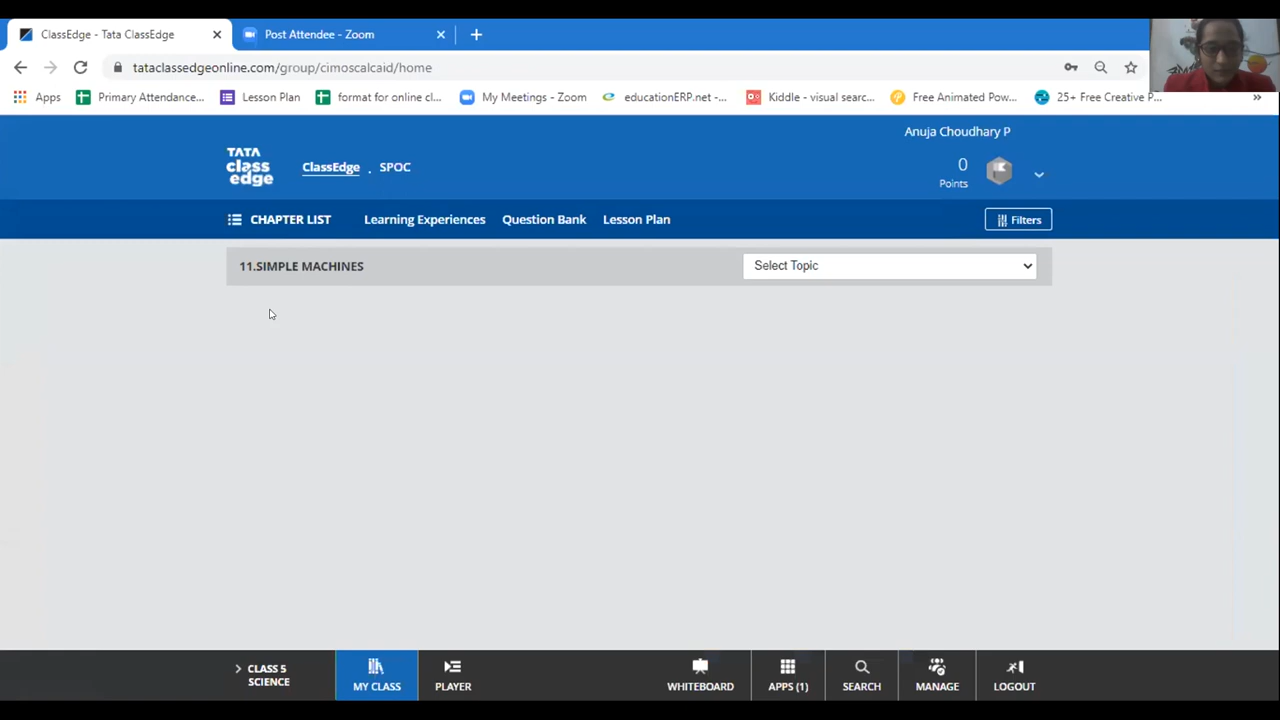 ClassEdge - Tata ClassEdge
Post Attendee - Zoom
tataclassedgeonline.com/group/cimoscalcaid/home
Apps
Primary Attendance...
Lesson Plan
format for online cl...
My Meetings - Zoom
educationERP.net -...
Kiddle - visual searc...
Free Animated Pow...
25+ Free Creative P...
»
Anuja Choudhary P
TATA
class
edge
ClassEdge . SPOC
0
Points
CHAPTER LIST
Learning Experiences
Question Bank
Lesson Plan
Filters
11.SIMPLE MACHINES
Select Topic
CLASS 5
SCIENCE
MY CLASS
PLAYER
WHITEBOARD
APPS (1)
SEARCH
MANAGE
LOGOUT